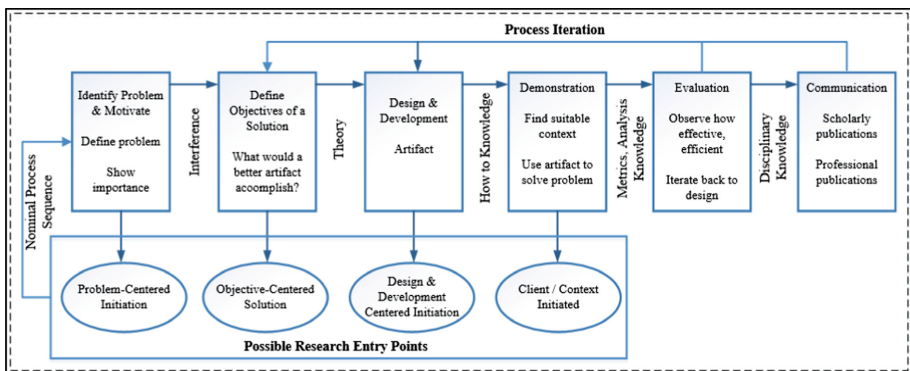 Process Iteration
Identify Problem
& Motivate
Define problem
Show
importance
Interference
Define
Objectives of a
Solution
What would a
better artifact
accomplish?
Theory
Design &
Development
Artifact
How to Knowledge
Demonstration
Find suitable
context
Use artifact to
solve problem
Metrics, Analysis
Knowledge
Evaluation
Observe how
effective,
efficient
Iterate back to
design
Disciplinary
Knowledge
Communication
Scholarly
publications
Professional
publications
Nominal Process
Sequence
Problem-Centered
Initiation
Objective-Centered
Solution
Design &
Development
Centered Initiation
Client / Context
Initiated
Possible Research Entry Points